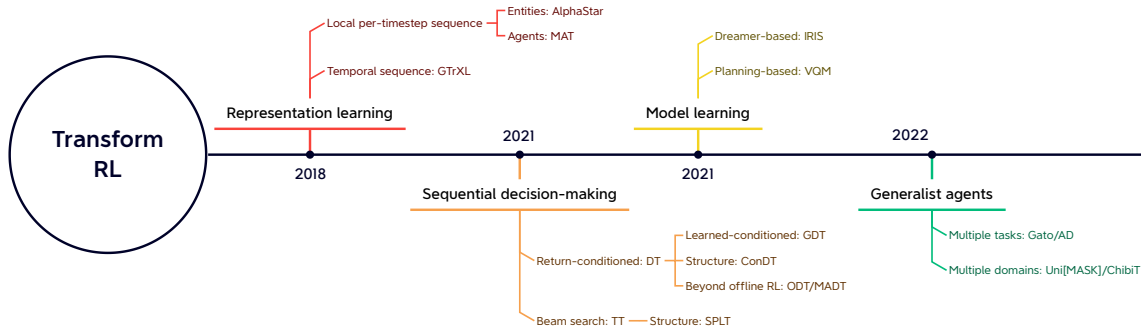 Transform
RL
Local per-timestep sequence
Entities: AlphaStar
Agents: MAT
Temporal sequence: GTrXL
Representation learning
2018
2021
Sequential decision-making
Return-conditioned: DT
Learned-conditioned: GDT
Structure: ConDT
Beyond offline RL: ODT/MADT
Beam search: TT
Structure: SPLT
Dreamer-based: IRIS
Planning-based: VQM
Model learning
2021
2022
Generalist agents
Multiple tasks: Gato/AD
Multiple domains: Uni[MASK]/ChibiT